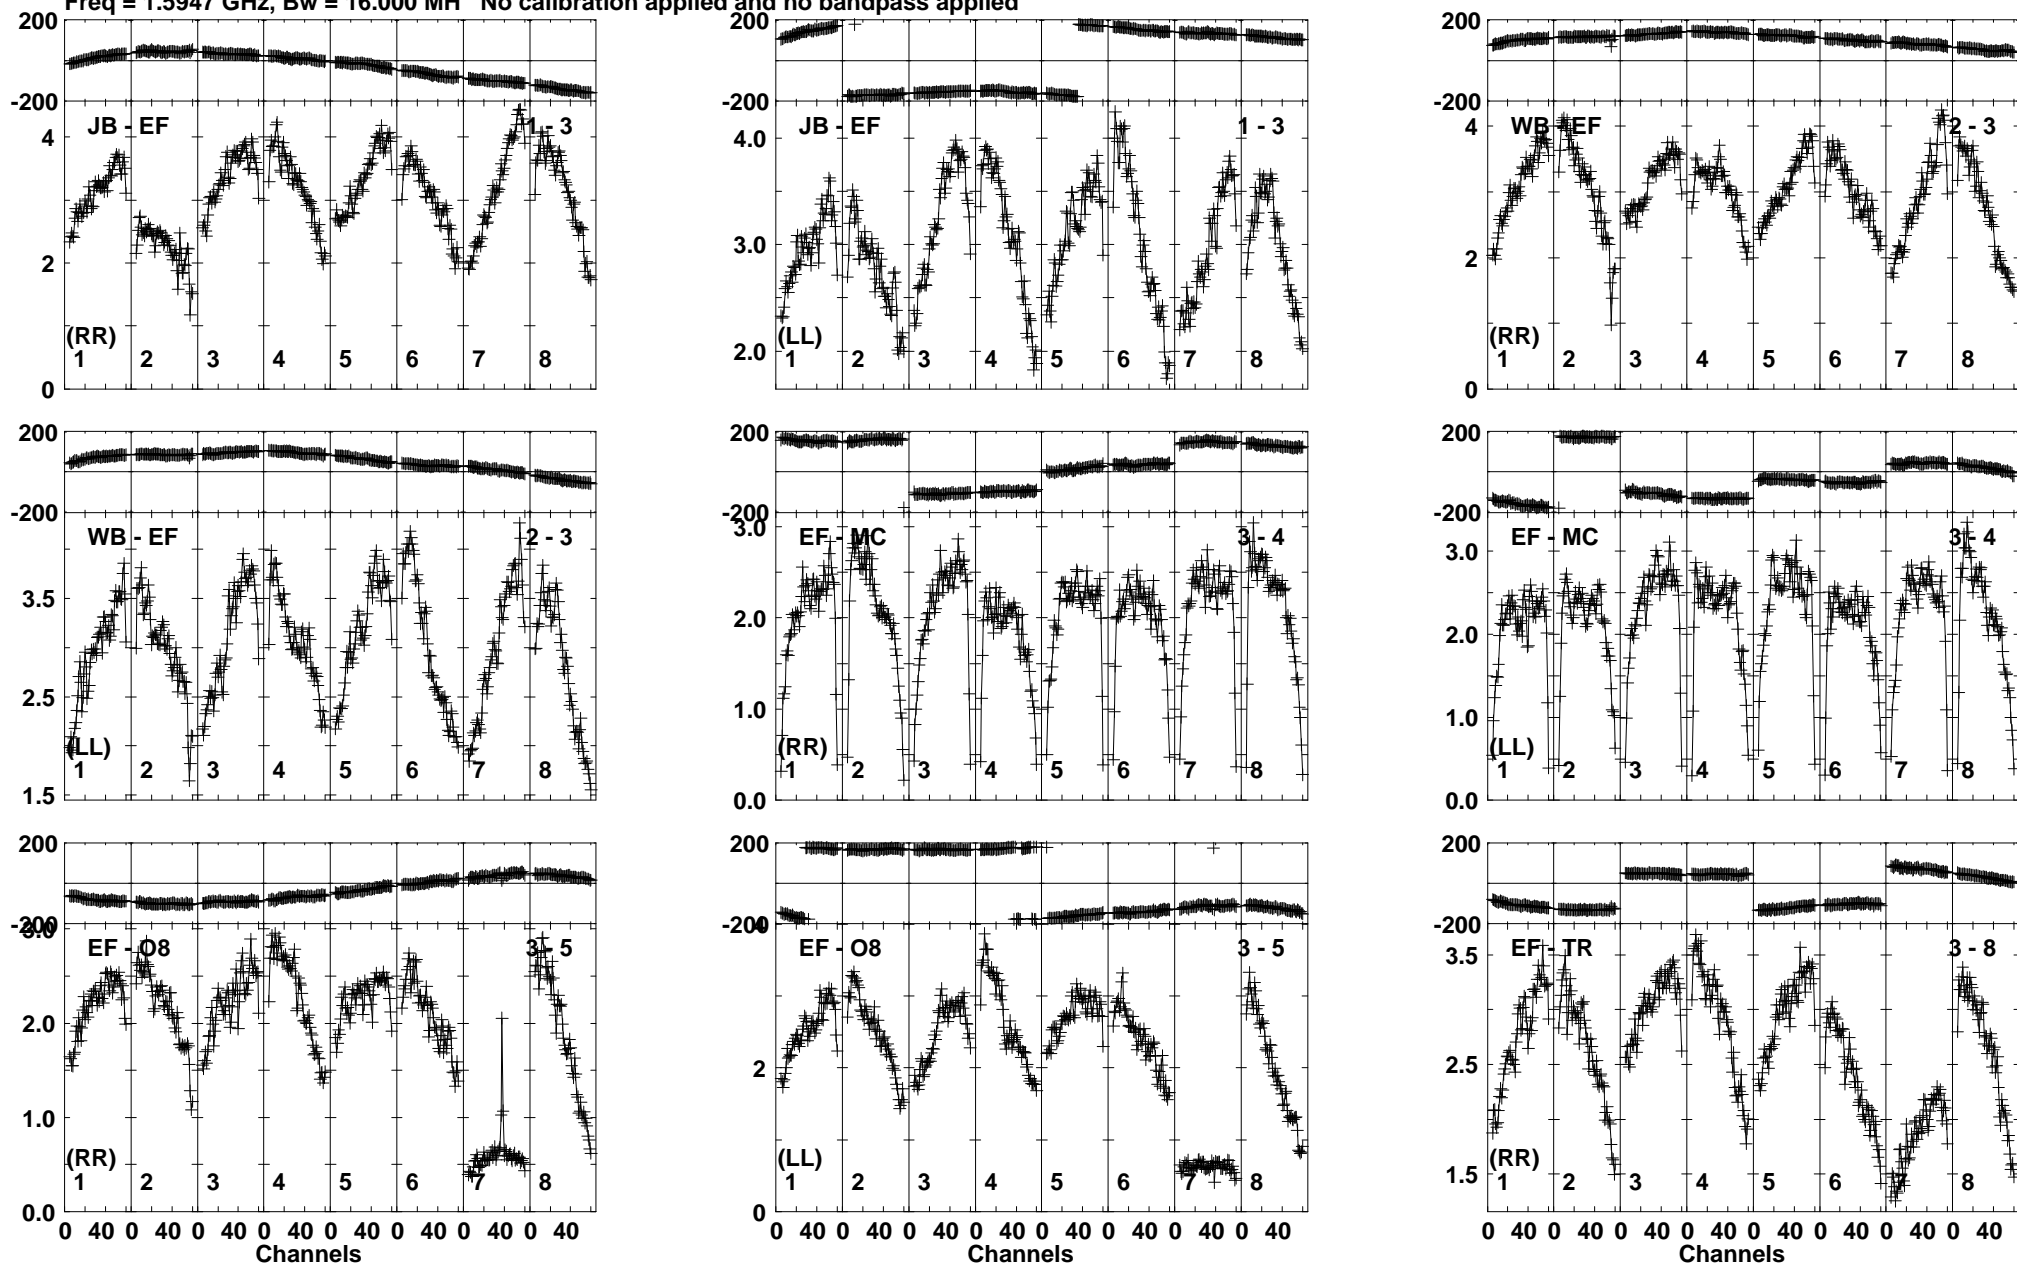 Freq = 1.5947 GHz, Bw = 16.000 MH No calibration applied and no bandpass applied
200 200 200
-200 -200 -200
JB - EF 1 - 3 JB - EF 1 - 3 WB - EF 2 - 3
4 4.0 4
2 3.0 2
(RR) (LL) 2.0 (RR)
1 2 3 4 5 6 7 8 1 2 3 4 5 6 7 8 1 2 3 4 5 6 7 8
0 0
200 200 200
-200 -200 -200
WB - EF 2 - 3 EF - MC 3 - 4 EF - MC 3 - 4
3.5 3.0 3.0
2.5 2.0 2.0
1.5 1.0 1.0
(LL) (RR) (LL)
1 2 3 4 5 6 7 8 1 2 3 4 5 6 7 8 1 2 3 4 5 6 7 8
0.0 0.0
200 200 200
-200 -200 -200
3.0 4 3.5
EF - O8 3 - 5 EF - O8 3 - 5 EF - TR 3 - 8
2.0 2 2.5
1.0 1.5
(RR) (LL) (RR)
1 2 3 4 5 6 7 8 1 2 3 4 5 6 7 8 1 2 3 4 5 6 7 8
0.0 0
0 40 0 40 0 40 0 40 0 40 0 40 0 40 0 40 0 40 0 40 0 40 0 40 0 40 0 40 0 40 0 40 0 40 0 40 0 40 0 40 0 40 0 40 0 40 0 40
Channels Channels Channels